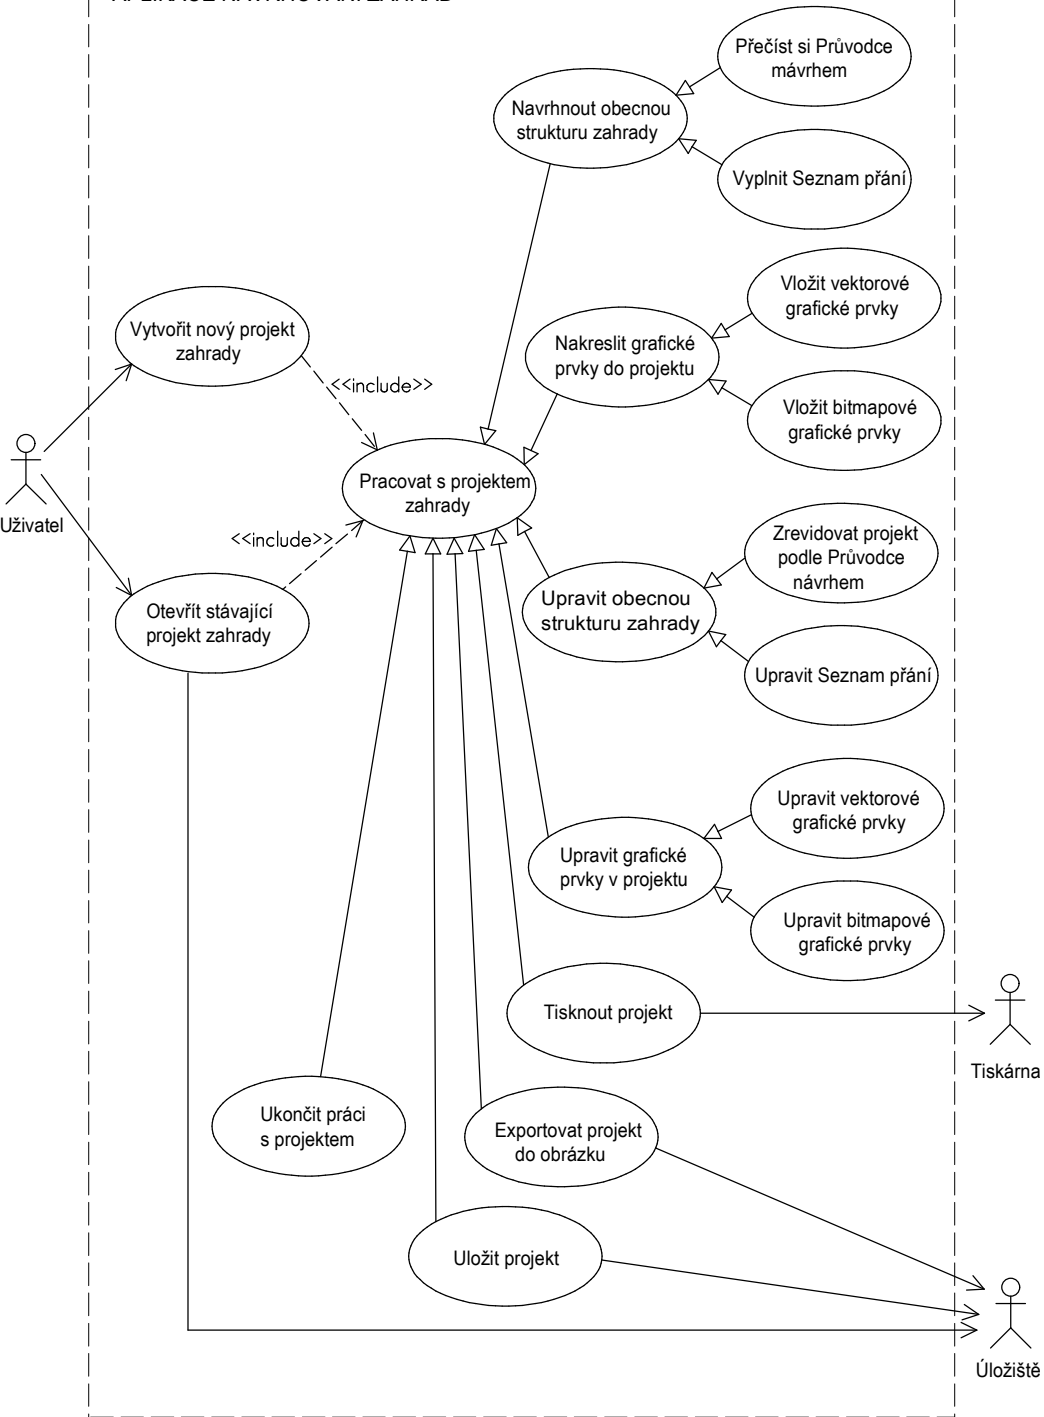 Přečíst si Průvodce
mávrhem
Navrhnout obecnou
strukturu zahrady
Vyplnit Seznam přání
Vložit vektorové
grafické prvky
Vytvořit nový projekt
zahrady
Nakreslit grafické
prvky do projektu
<<include>>
Vložit bitmapové
grafické prvky
Pracovat s projektem
zahrady
Uživatel
<<include>>
Zrevidovat projekt
podle Průvodce
návrhem
Otevřít stávající
projekt zahrady
Upravit obecnou
strukturu zahrady
Upravit Seznam přání
Upravit vektorové
grafické prvky
Upravit grafické
prvky v projektu
Upravit bitmapové
grafické prvky
Tisknout projekt
Tiskárna
Ukončit práci
s projektem
Exportovat projekt
do obrázku
Uložit projekt
Úložiště